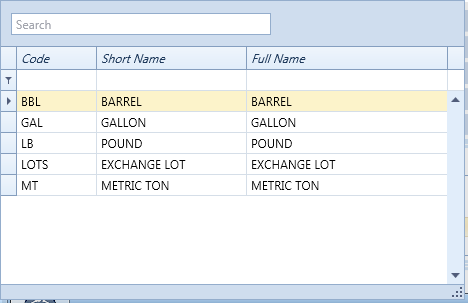 Search
Code Short Name Full Name
BBL BARREL BARREL
GAL GALLON GALLON
LB POUND POUND
LOTS EXCHANGE LOT EXCHANGE LOT
MT METRIC TON METRIC TON